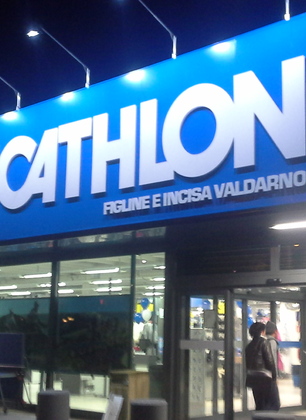 CATHLON
FIGLINE E INCISA VALDARNO